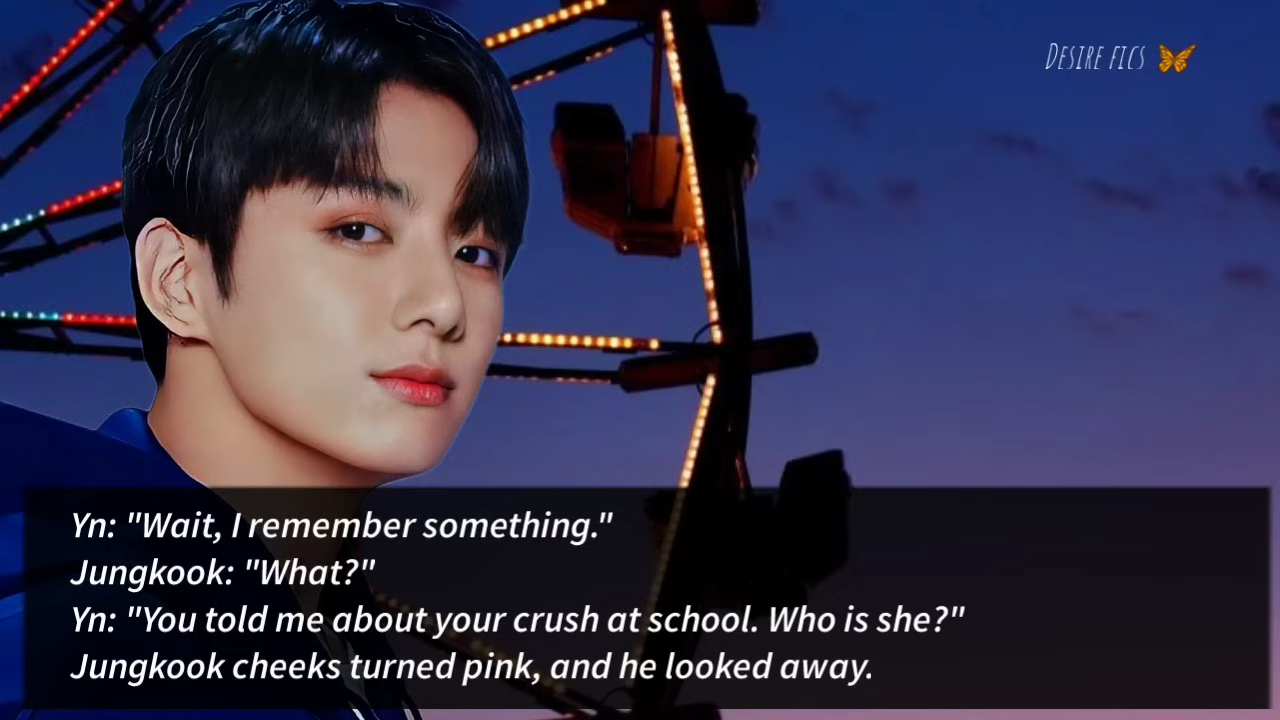 Desire fics 🦋
Yn: "Wait, I remember something."
Jungkook: "What?"
Yn: "You told me about your crush at school. Who is she?"
Jungkook cheeks turned pink, and he looked away.